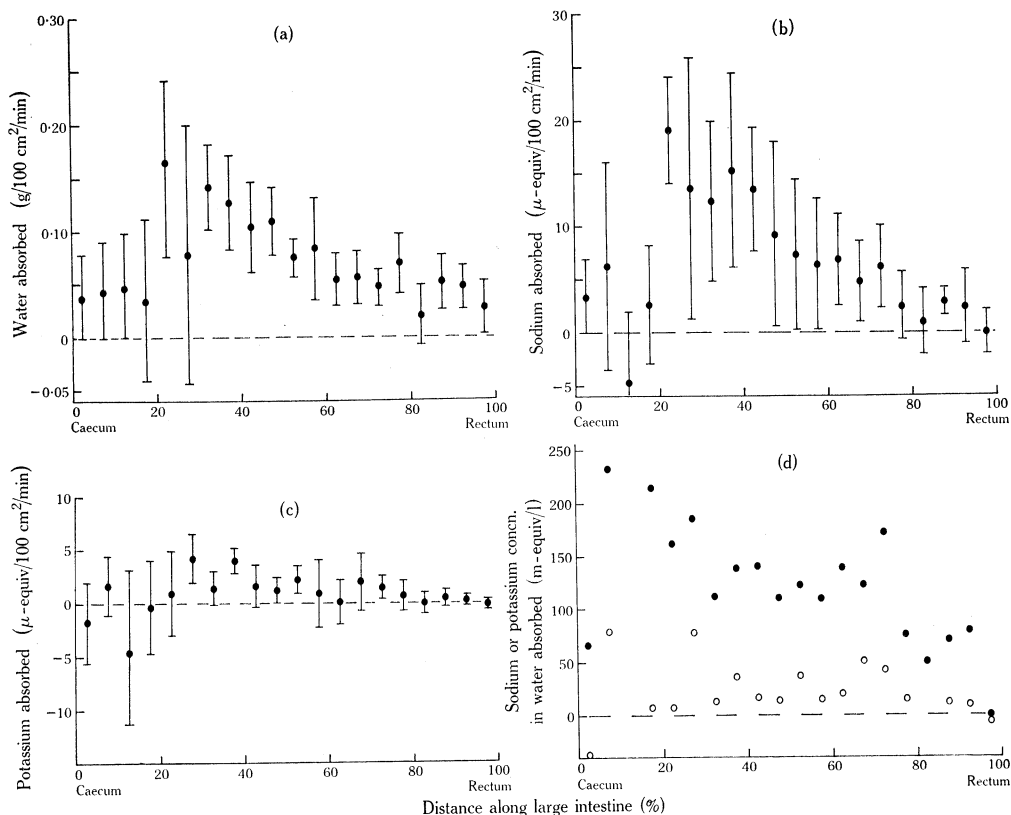 (a)
Water absorbed (g/100 cm²/min)
0·30
0·20
0·10
0
−0·05
0 20 40 60 80 100
Caecum Rectum
(b)
Sodium absorbed (μ-equiv/100 cm²/min)
30
20
10
0
−5
0 20 40 60 80 100
Caecum Rectum
(c)
Potassium absorbed (μ-equiv/100 cm²/min)
10
5
0
−5
−10
0 20 40 60 80 100
Caecum Rectum
(d)
Sodium or potassium concn.
in water absorbed (m-equiv/l)
250
200
150
100
50
0
0 20 40 60 80 100
Caecum Rectum
Distance along large intestine (%)